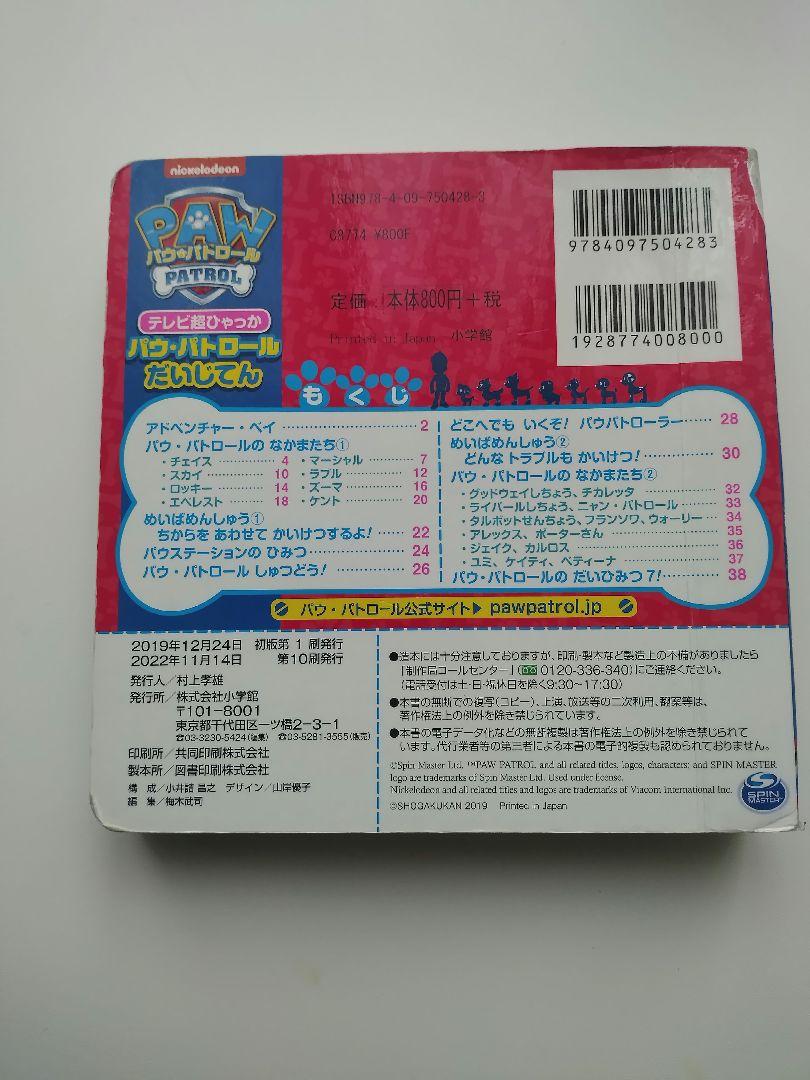 nickelodeon
PAW
パウ・パトロール
PATROL
テレビ超ひゃっか
パウ・パトロール
だいじてん
ISBN978-4-09-750428-3
C8774 ¥800E
定価：本体800円＋税
Printed in Japan 小学館
9784097504283
1928774008000
もくじ
アドベンチャー・ベイ 2
パウ・パトロールの なかまたち①
・チェイス 4 ・マーシャル 7
・スカイ 10 ・ラブル 12
・ロッキー 14 ・ズーマ 16
・エベレスト 18 ・ケント 20
めいばめんしゅう①
ちからを あわせて かいけつするよ! 22
パウステーションの ひみつ 24
パウ・パトロール しゅつどう! 26
どこへでも いくぞ! パウパトローラー 28
めいばめんしゅう②
どんな トラブルも かいけつ! 30
パウ・パトロールの なかまたち②
・グッドウェイしちょう、チカレッタ 32
・ライバールしちょう、ニャン・パトロール 33
・タルボットせんちょう、フランソワ、ウォーリー 34
・アレックス、ポーターさん 35
・ジェイク、カルロス 36
・ユミ、ケイティ、ベティーナ 37
パウ・パトロールの だいひみつ 7! 38
パウ・パトロール公式サイト▶ pawpatrol.jp
2019年12月24日 初版第1刷発行
2022年11月14日 第10刷発行
発行人／村上孝雄
発行所／株式会社小学館
〒101-8001
東京都千代田区一ツ橋2-3-1
☎03-3230-5424(編集) ☎03-5281-3555(販売)
印刷所／共同印刷株式会社
製本所／図書印刷株式会社
構 成／小井詰 昌之 デザイン／山岸優子
編 集／梅木武司
●造本には十分注意しておりますが、印刷・製本など製造上の不備がありましたら
「制作局コールセンター」(0120-336-340)にご連絡ください。
(電話受付は土・日・祝休日を除く9:30～17:30)
●本書の無断での複写(コピー)、上演、放送等の二次利用、翻案等は、
著作権法上の例外を除き禁じられています。
●本書の電子データ化などの無断複製は著作権法上の例外を除き禁じられて
います。代行業者等の第三者による本書の電子的複製も認められておりません。
©Spin Master Ltd. ™PAW PATROL and all related titles, logos, characters; and SPIN MASTER
logo are trademarks of Spin Master Ltd. Used under license.
Nickelodeon and all related titles and logos are trademarks of Viacom International Inc.
©SHOGAKUKAN 2019 Printed in Japan
SPIN
MASTER